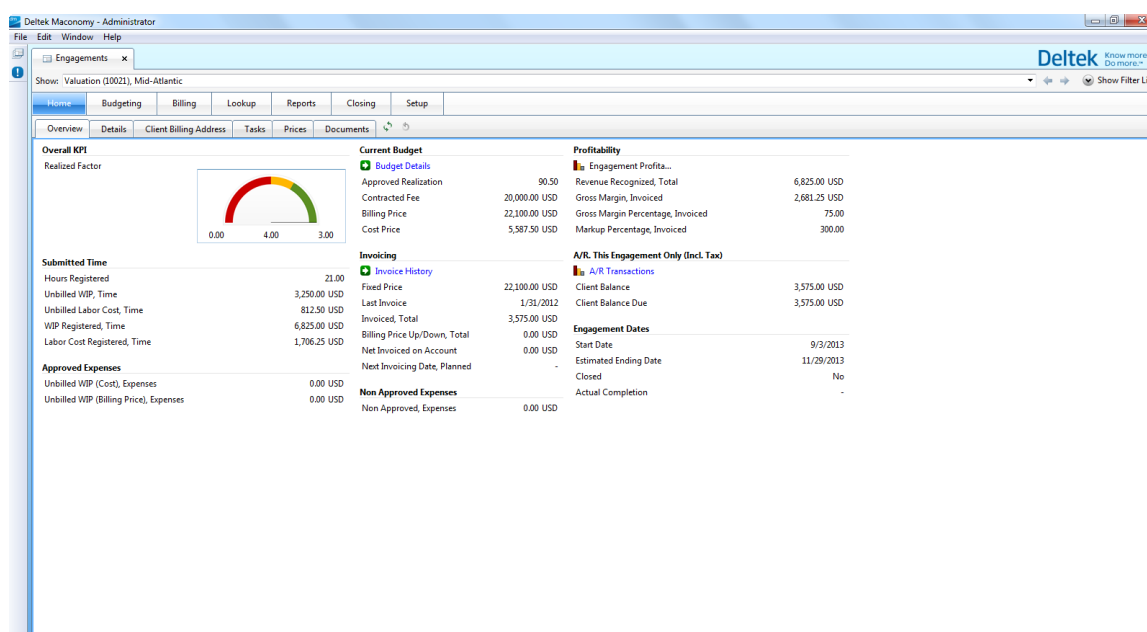 Deltek Maconomy - Administrator
File Edit Window Help
Engagements x
Deltek Know more. Do more.™
Show: Valuation (10021), Mid-Atlantic
Show Filter Li
Home Budgeting Billing Lookup Reports Closing Setup
Overview Details Client Billing Address Tasks Prices Documents
Overall KPI
Realized Factor
0.00 4.00 3.00
Submitted Time
Hours Registered 21.00
Unbilled WIP, Time 3,250.00 USD
Unbilled Labor Cost, Time 812.50 USD
WIP Registered, Time 6,825.00 USD
Labor Cost Registered, Time 1,706.25 USD
Approved Expenses
Unbilled WIP (Cost), Expenses 0.00 USD
Unbilled WIP (Billing Price), Expenses 0.00 USD
Current Budget
Budget Details
Approved Realization 90.50
Contracted Fee 20,000.00 USD
Billing Price 22,100.00 USD
Cost Price 5,587.50 USD
Invoicing
Invoice History
Fixed Price 22,100.00 USD
Last Invoice 1/31/2012
Invoiced, Total 3,575.00 USD
Billing Price Up/Down, Total 0.00 USD
Net Invoiced on Account 0.00 USD
Next Invoicing Date, Planned -
Non Approved Expenses
Non Approved, Expenses 0.00 USD
Profitability
Engagement Profita...
Revenue Recognized, Total 6,825.00 USD
Gross Margin, Invoiced 2,681.25 USD
Gross Margin Percentage, Invoiced 75.00
Markup Percentage, Invoiced 300.00
A/R. This Engagement Only (Incl. Tax)
A/R Transactions
Client Balance 3,575.00 USD
Client Balance Due 3,575.00 USD
Engagement Dates
Start Date 9/3/2013
Estimated Ending Date 11/29/2013
Closed No
Actual Completion -